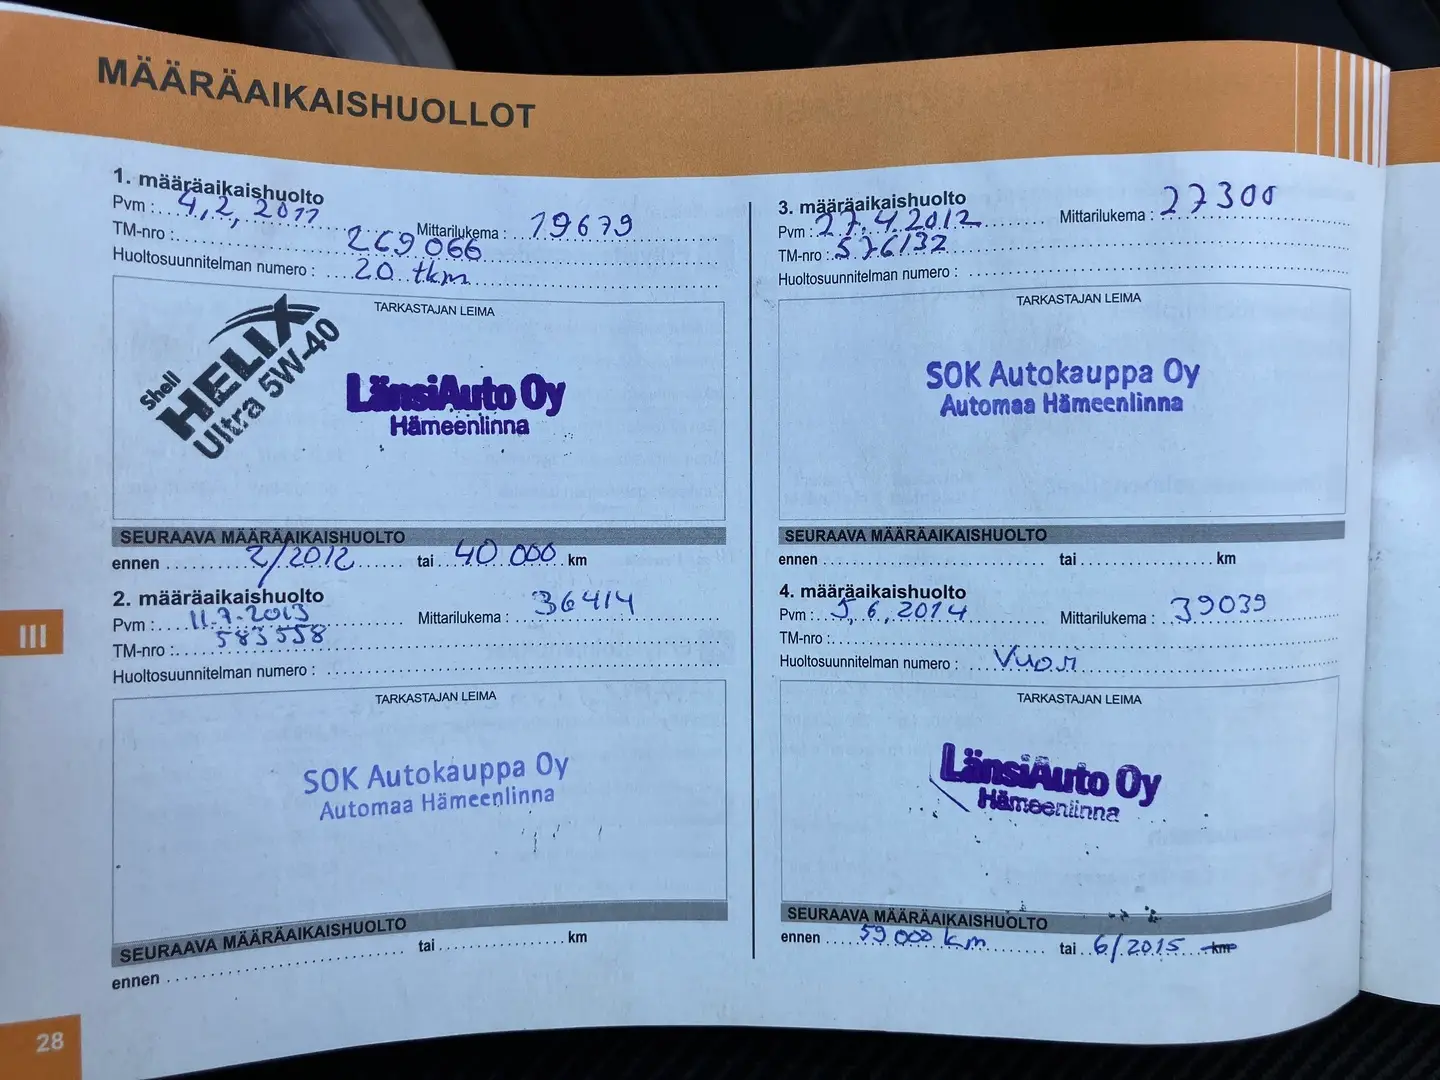 MÄÄRÄAIKAISHUOLLOT
1. määräaikaishuolto
Pvm : 4,2,2011 Mittarilukema : 19679
TM-nro : 269066
Huoltosuunnitelman numero : 20 tkm
TARKASTAJAN LEIMA
Shell
HELIX
Ultra 5W-40
LänsiAuto Oy
Hämeenlinna
SEURAAVA MÄÄRÄAIKAISHUOLTO
ennen 2/2012 tai 40 000 km
2. määräaikaishuolto
Pvm : 11.7.2013 Mittarilukema : 36414
TM-nro : 583558
Huoltosuunnitelman numero :
TARKASTAJAN LEIMA
SOK Autokauppa Oy
Automaa Hämeenlinna
SEURAAVA MÄÄRÄAIKAISHUOLTO
ennen tai km
3. määräaikaishuolto
Pvm : 27.4.2012 Mittarilukema : 27300
TM-nro : 576132
Huoltosuunnitelman numero :
TARKASTAJAN LEIMA
SOK Autokauppa Oy
Automaa Hämeenlinna
SEURAAVA MÄÄRÄAIKAISHUOLTO
ennen tai km
4. määräaikaishuolto
Pvm : 5,6,2014 Mittarilukema : 39039
TM-nro :
Huoltosuunnitelman numero : Vuosi
TARKASTAJAN LEIMA
LänsiAuto Oy
Hämeenlinna
SEURAAVA MÄÄRÄAIKAISHUOLTO
ennen 59 000 km tai 6/2015 km
III
28